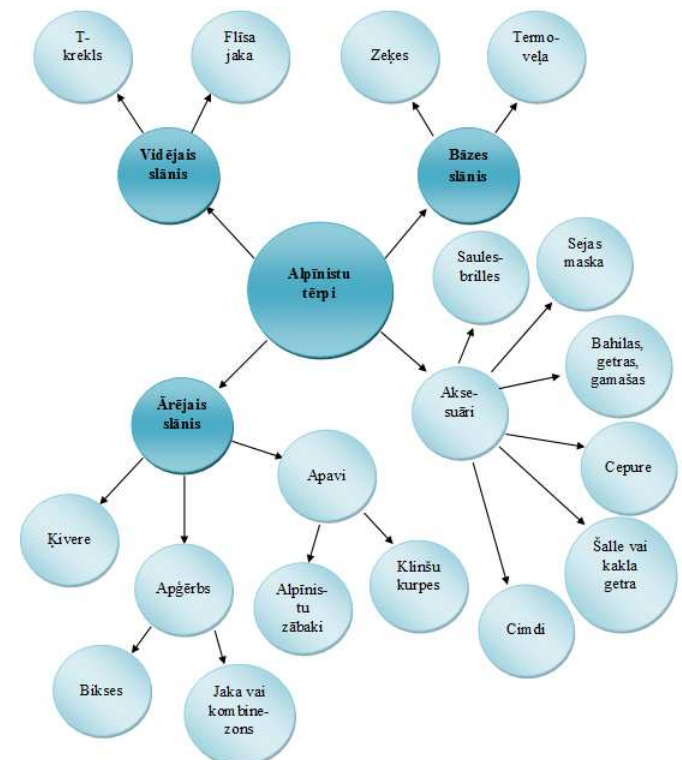 T-
krekls
Flīsa
jaka
Zeķes
Termo-
veļa
Vidējais
slānis
Bāzes
slānis
Alpīnistu
tērpi
Saules-
brilles
Sejas
maska
Bahilas,
getras,
gamašas
Akse-
suāri
Cepure
Ārējais
slānis
Apavi
Ķivere
Apģērbs
Alpīnis-
tu
zābaki
Klinšu
kurpes
Šalle vai
kakla
getra
Cimdi
Bikses
Jaka vai
kombine-
zons